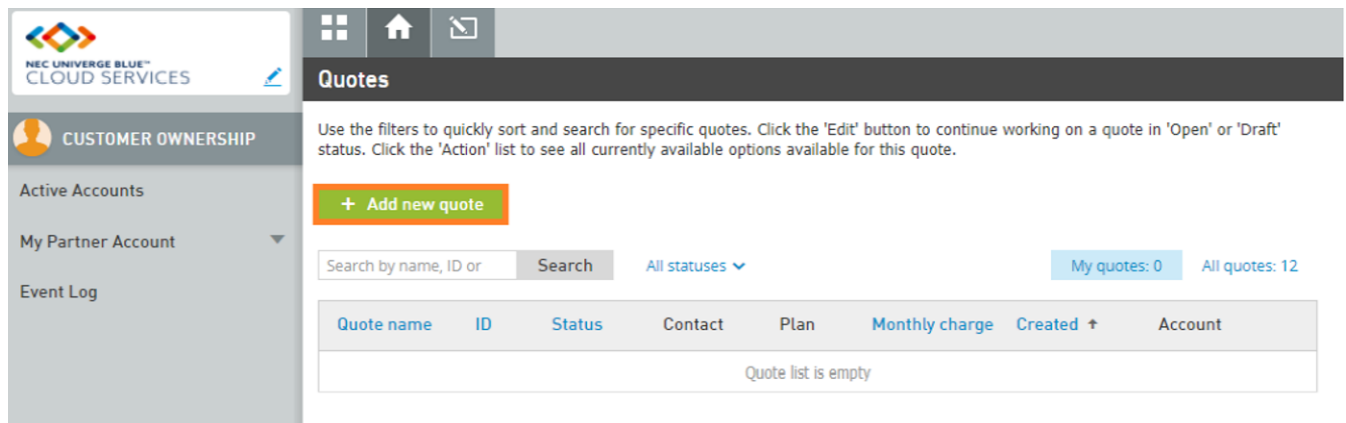 NEC UNIVERGE BLUE™
CLOUD SERVICES
CUSTOMER OWNERSHIP
Active Accounts
My Partner Account
Event Log
Quotes
Use the filters to quickly sort and search for specific quotes. Click the 'Edit' button to continue working on a quote in 'Open' or 'Draft'
status. Click the 'Action' list to see all currently available options available for this quote.
+ Add new quote
Search by name, ID or Search All statuses My quotes: 0 All quotes: 12
Quote name ID Status Contact Plan Monthly charge Created ↑ Account
Quote list is empty